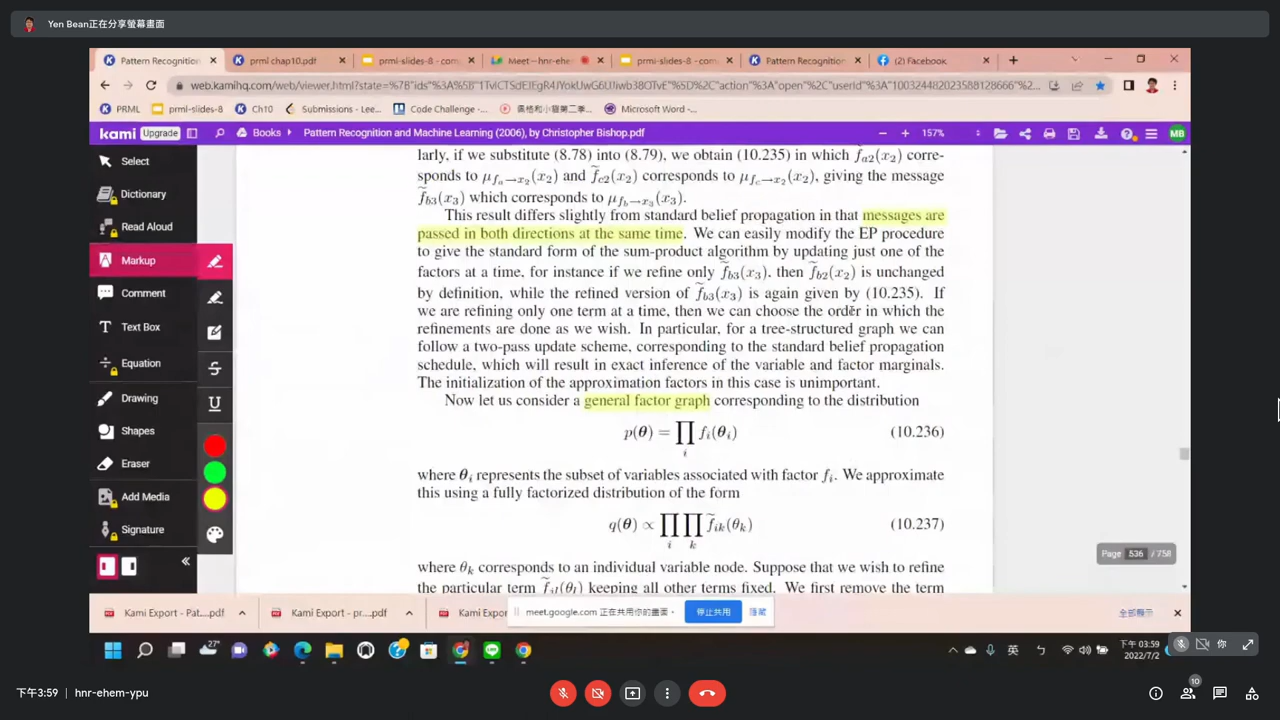 Yen Bean正在分享螢幕畫面
Pattern Recognition
prml chap10.pdf
prml-slides-8 - com
Meet – hnr-ehe
prml-slides-8 - com
Pattern Recognition
(2) Facebook
PRML
prml-slides-8
Ch10
Submissions - Lee...
Code Challenge -...
Microsoft Word -...
kami
Upgrade
Books
Pattern Recognition and Machine Learning (2006), by Christopher Bishop.pdf
157%
MB
Select
Dictionary
Read Aloud
Markup
Comment
Text Box
Equation
Drawing
Shapes
Eraser
Add Media
Signature
larly, if we substitute (8.78) into (8.79), we obtain (10.235) in which f̃a2(x2) corre-
sponds to μfa→x2(x2) and f̃c2(x2) corresponds to μfc→x2(x2), giving the message
f̃b3(x3) which corresponds to μfb→x3(x3).
This result differs slightly from standard belief propagation in that messages are
passed in both directions at the same time. We can easily modify the EP procedure
to give the standard form of the sum-product algorithm by updating just one of the
factors at a time, for instance if we refine only f̃b3(x3), then f̃b2(x2) is unchanged
by definition, while the refined version of f̃b3(x3) is again given by (10.235). If
we are refining only one term at a time, then we can choose the order in which the
refinements are done as we wish. In particular, for a tree-structured graph we can
follow a two-pass update scheme, corresponding to the standard belief propagation
schedule, which will result in exact inference of the variable and factor marginals.
The initialization of the approximation factors in this case is unimportant.
Now let us consider a general factor graph corresponding to the distribution
p(θ) = ∏i fi(θi) (10.236)
where θi represents the subset of variables associated with factor fi. We approximate
this using a fully factorized distribution of the form
q(θ) ∝ ∏i ∏k f̃ik(θk) (10.237)
where θk corresponds to an individual variable node. Suppose that we wish to refine
the particular term f̃jl(θl) keeping all other terms fixed. We first remove the term
Page 536 / 758
Kami Export - Pat....pdf
Kami Export - pr....pdf
Kami Expor
meet.google.com 正在共用你的畫面。
停止共用
隱藏
全部顯示
27°
英
下午 03:59
2022/7/2
你
下午3:59
hnr-ehem-ypu
10